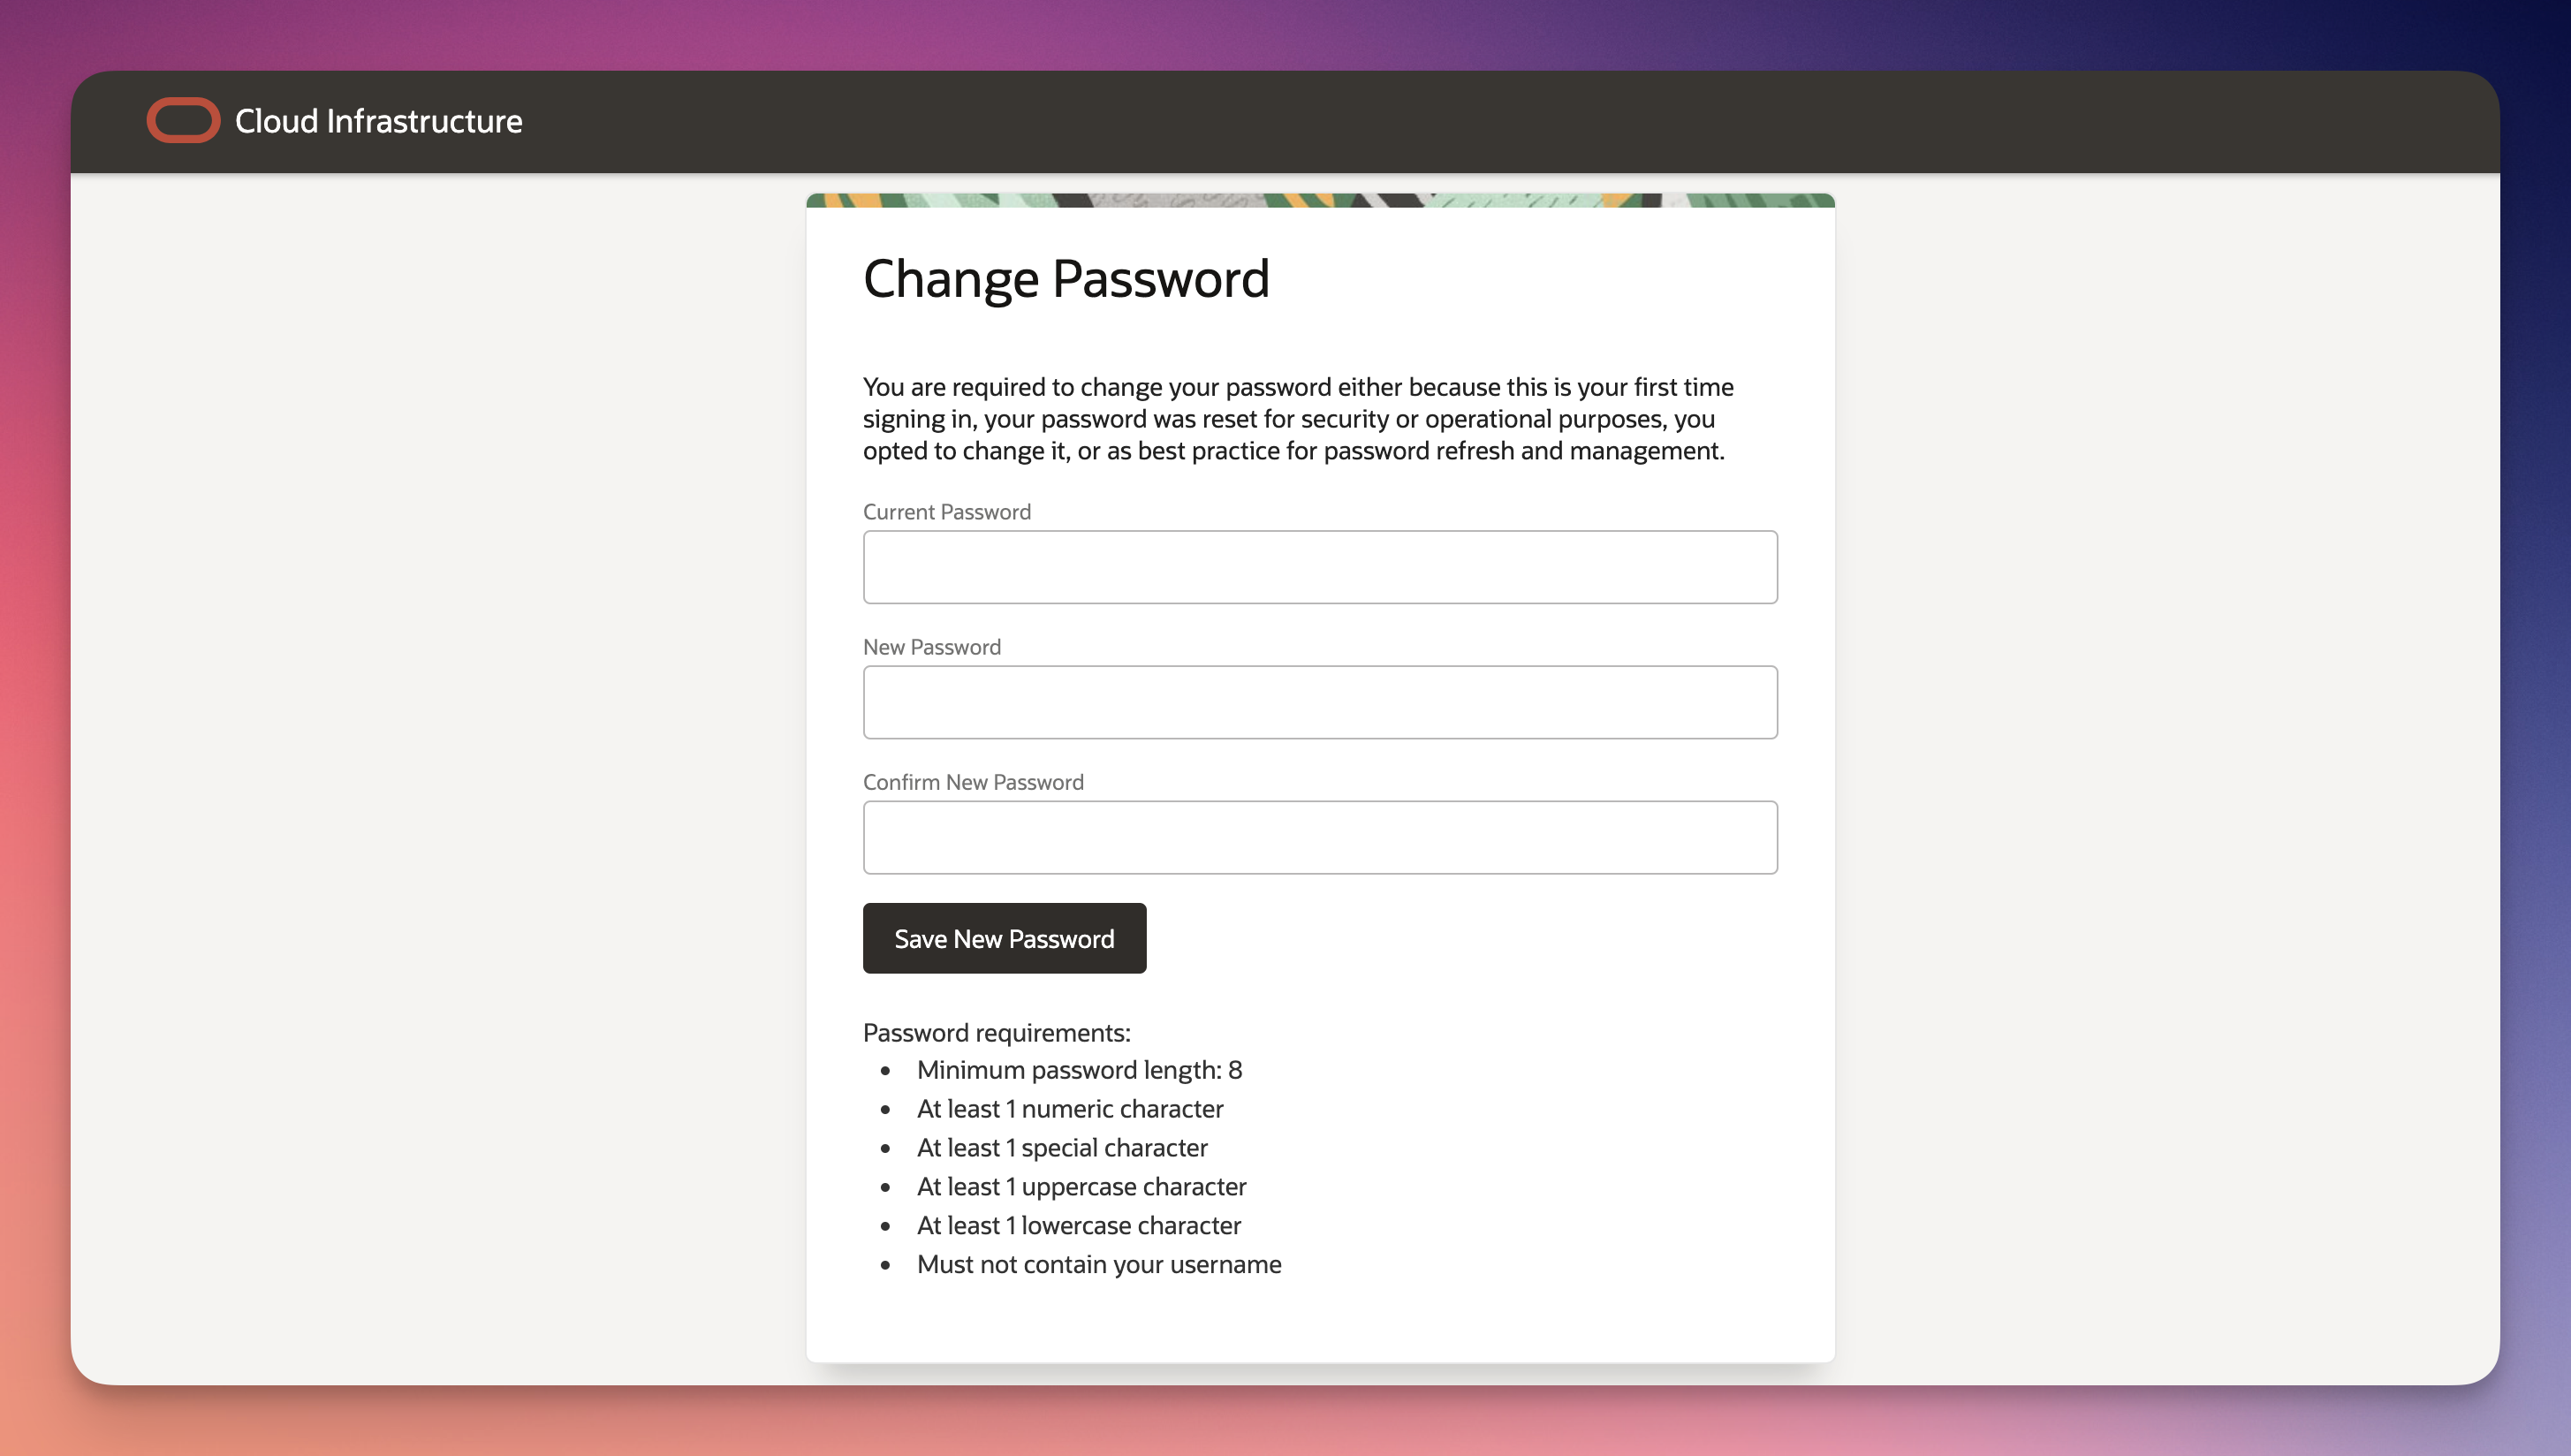 Cloud Infrastructure
Change Password
You are required to change your password either because this is your first time
signing in, your password was reset for security or operational purposes, you
opted to change it, or as best practice for password refresh and management.
Current Password
New Password
Confirm New Password
Save New Password
Password requirements:
• Minimum password length: 8
• At least 1 numeric character
• At least 1 special character
• At least 1 uppercase character
• At least 1 lowercase character
• Must not contain your username